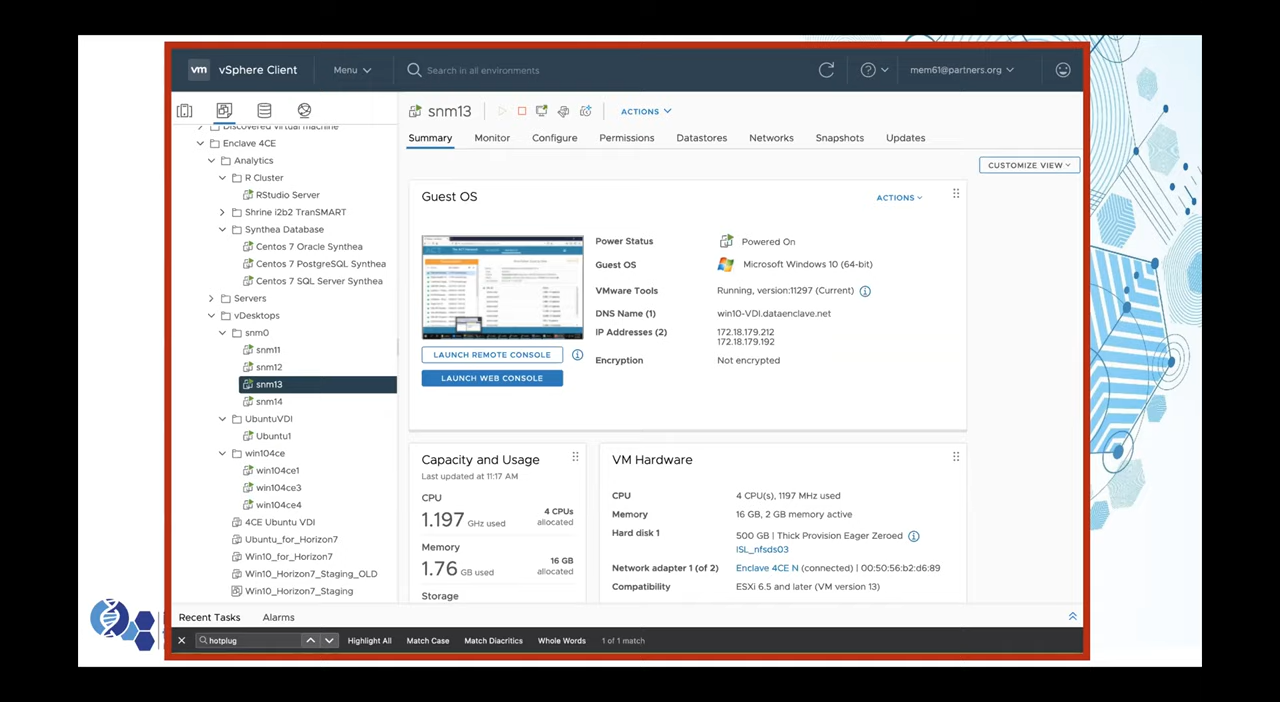 vm vSphere Client Menu Search in all environments mem61@partners.org
snm13 ACTIONS
Summary Monitor Configure Permissions Datastores Networks Snapshots Updates
CUSTOMIZE VIEW
Discovered virtual machine
Enclave 4CE
Analytics
R Cluster
RStudio Server
Shrine i2b2 TranSMART
Synthea Database
Centos 7 Oracle Synthea
Centos 7 PostgreSQL Synthea
Centos 7 SQL Server Synthea
Servers
vDesktops
snm0
snm11
snm12
snm13
snm14
UbuntuVDI
Ubuntu1
win104ce
win104ce1
win104ce3
win104ce4
4CE Ubuntu VDI
Ubuntu_for_Horizon7
Win10_for_Horizon7
Win10_Horizon7_Staging_OLD
Win10_Horizon7_Staging
Guest OS ACTIONS
LAUNCH REMOTE CONSOLE
LAUNCH WEB CONSOLE
Power Status Powered On
Guest OS Microsoft Windows 10 (64-bit)
VMware Tools Running, version:11297 (Current)
DNS Name (1) win10-VDI.dataenclave.net
IP Addresses (2) 172.18.179.212
172.18.179.192
Encryption Not encrypted
Capacity and Usage
Last updated at 11:17 AM
CPU
1.197 GHz used 4 CPUs allocated
Memory
1.76 GB used 16 GB allocated
Storage
VM Hardware
CPU 4 CPU(s), 1197 MHz used
Memory 16 GB, 2 GB memory active
Hard disk 1 500 GB | Thick Provision Eager Zeroed
ISL_nfsds03
Network adapter 1 (of 2) Enclave 4CE N (connected) | 00:50:56:b2:d6:89
Compatibility ESXi 6.5 and later (VM version 13)
Recent Tasks Alarms
hotplug Highlight All Match Case Match Diacritics Whole Words 1 of 1 match